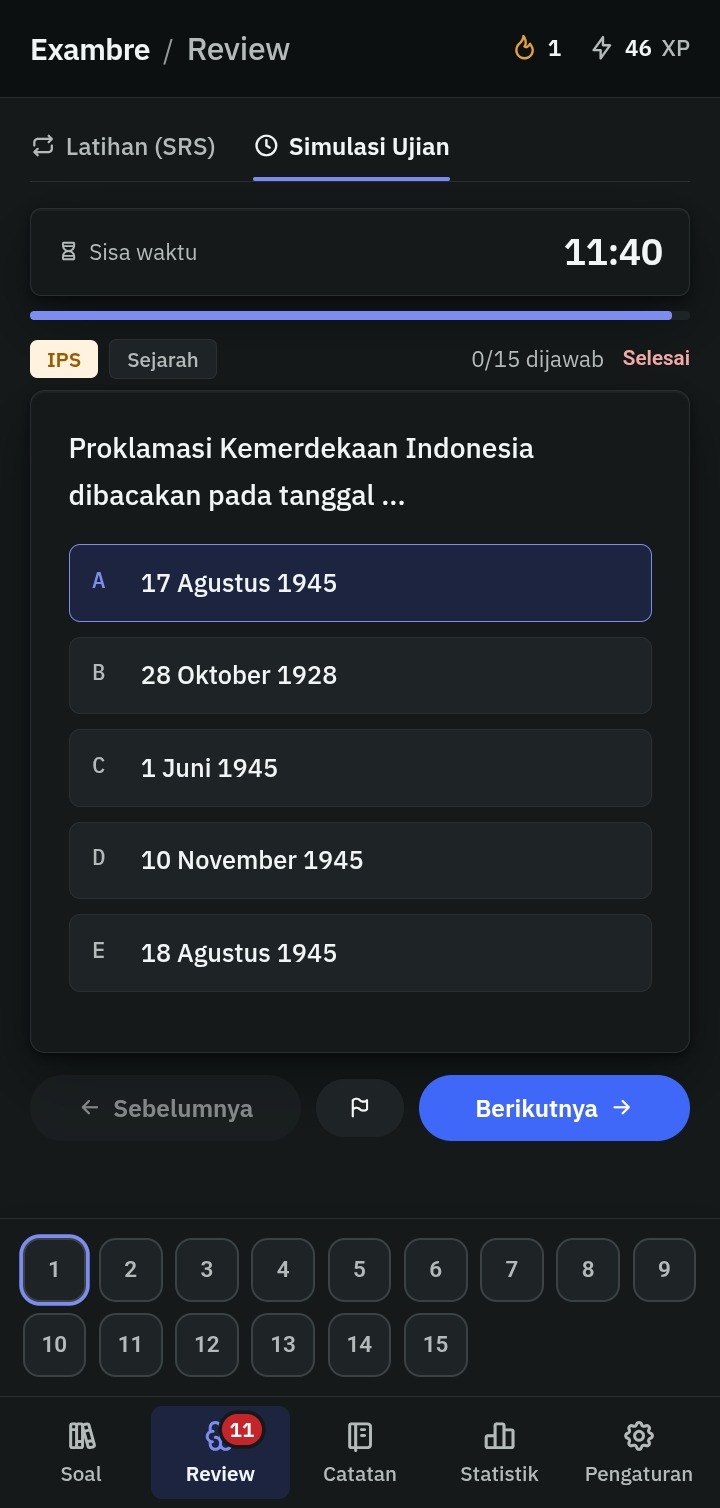 Exambre / Review 1 46 XP
Latihan (SRS) Simulasi Ujian
Sisa waktu 11:40
IPS Sejarah 0/15 dijawab Selesai
Proklamasi Kemerdekaan Indonesia
dibacakan pada tanggal ...
A 17 Agustus 1945
B 28 Oktober 1928
C 1 Juni 1945
D 10 November 1945
E 18 Agustus 1945
← Sebelumnya Berikutnya →
1 2 3 4 5 6 7 8 9
10 11 12 13 14 15
11
Soal Review Catatan Statistik Pengaturan